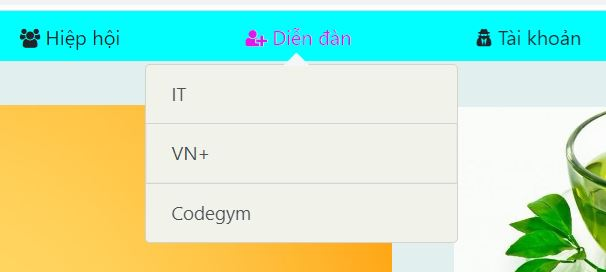 Hiệp hội Diễn đàn Tài khoản
IT
VN+
Codegym